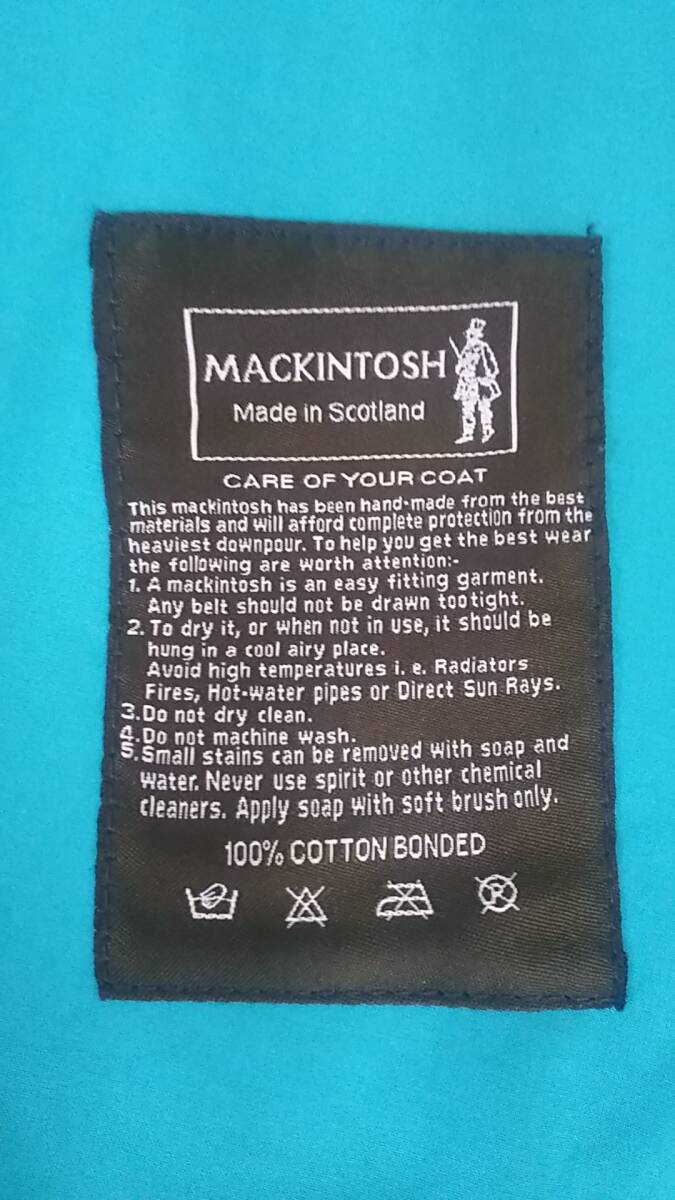 MACKINTOSH
Made in Scotland
CARE OF YOUR COAT
This mackintosh has been hand-made from the best
materials and will afford complete protection from the
heaviest downpour. To help you get the best wear
the following are worth attention:-
1. A mackintosh is an easy fitting garment.
Any belt should not be drawn too tight.
2. To dry it, or when not in use, it should be
hung in a cool airy place.
Avoid high temperatures i. e. Radiators
Fires, Hot-water pipes or Direct Sun Rays.
3. Do not dry clean.
4. Do not machine wash.
5. Small stains can be removed with soap and
water. Never use spirit or other chemical
cleaners. Apply soap with soft brush only.
100% COTTON BONDED
P